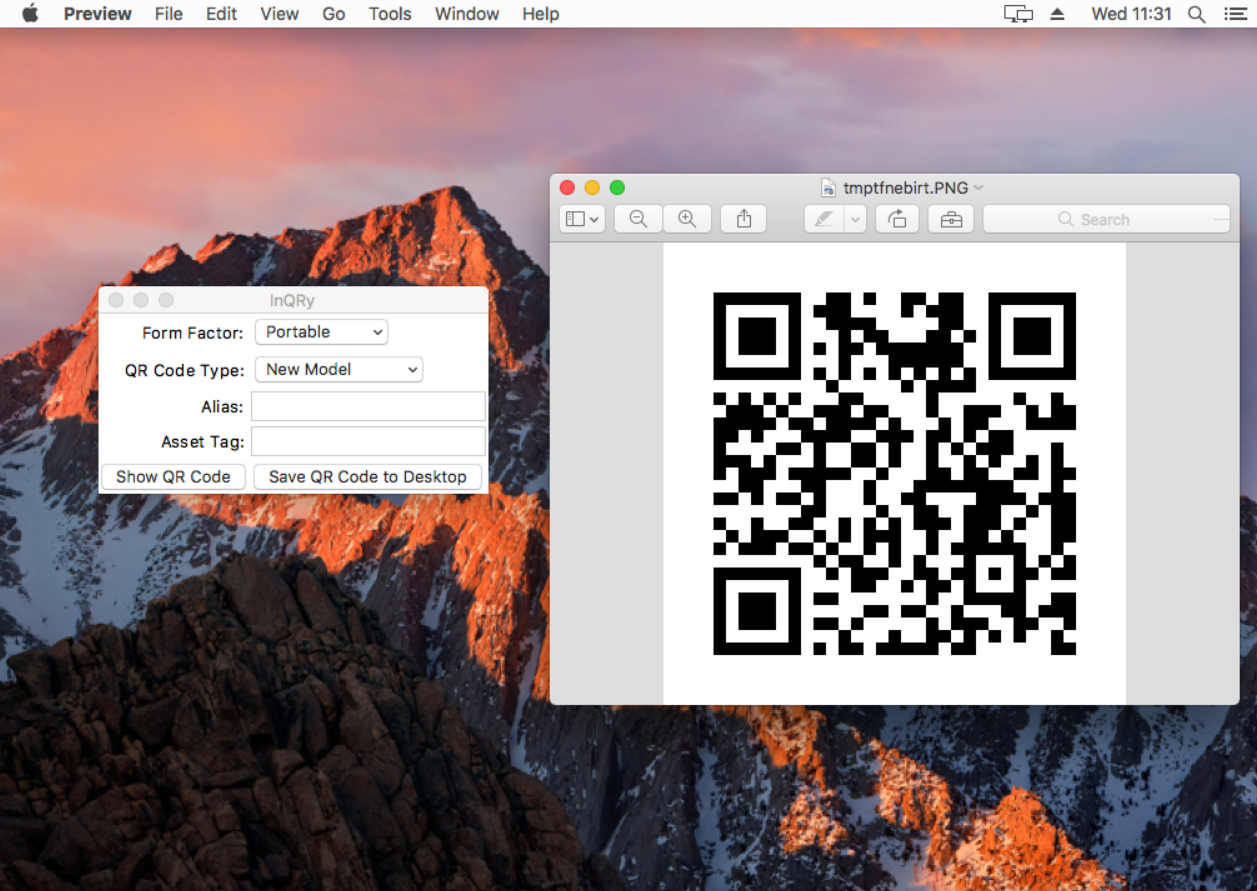 Preview File Edit View Go Tools Window Help Wed 11:31
tmptfnebirt.PNG
Search
InQRy
Form Factor: Portable
QR Code Type: New Model
Alias:
Asset Tag:
Show QR Code Save QR Code to Desktop